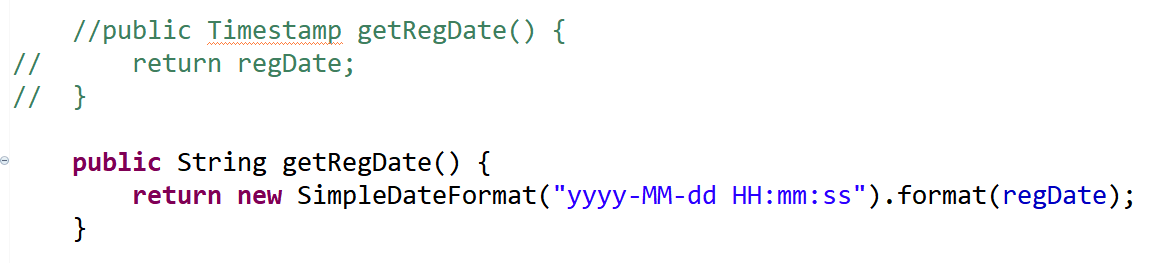 //public Timestamp getRegDate() {
//      return regDate;
//  }
public String getRegDate() {
    return new SimpleDateFormat("yyyy-MM-dd HH:mm:ss").format(regDate);
}